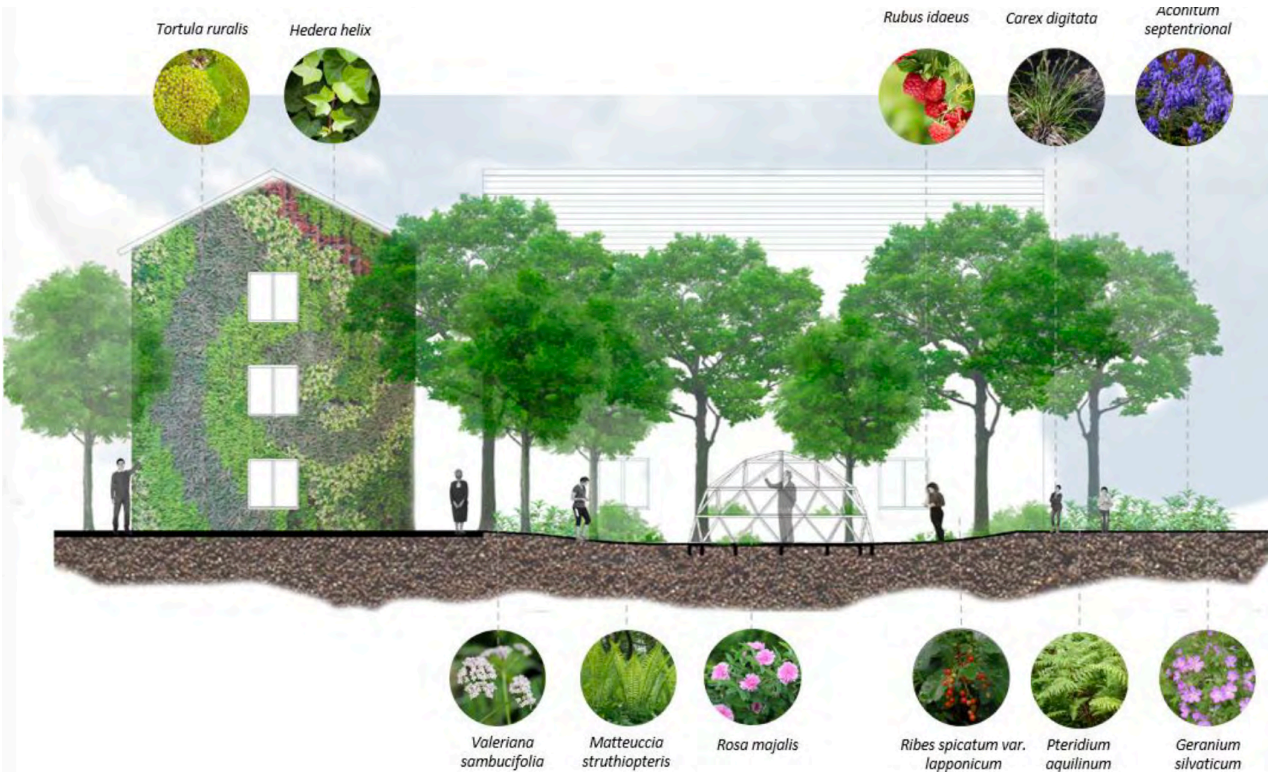 Tortula ruralis
Hedera helix
Rubus idaeus
Carex digitata
Aconitum
septentrional
Valeriana
sambucifolia
Matteuccia
struthiopteris
Rosa majalis
Ribes spicatum var.
lapponicum
Pteridium
aquilinum
Geranium
silvaticum